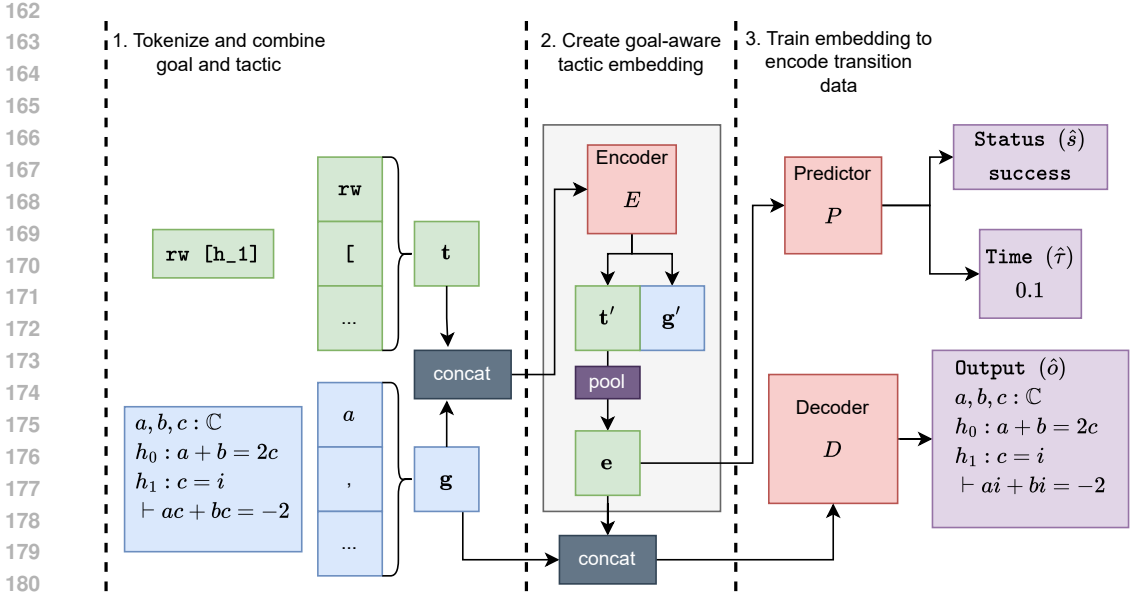 162
163
164
165
166
167
168
169
170
171
172
173
174
175
176
177
178
179
180
1. Tokenize and combine
goal and tactic
rw [h_1]
rw
[
...
t
concat
a, b, c : ℂ
h₀ : a + b = 2c
h₁ : c = i
⊢ ac + bc = −2
a
,
...
g
2. Create goal-aware
tactic embedding
Encoder
E
t′ g′
pool
e
concat
3. Train embedding to
encode transition
data
Predictor
P
Status (ŝ)
success
Time (τ̂)
0.1
Decoder
D
Output (ô)
a, b, c : ℂ
h₀ : a + b = 2c
h₁ : c = i
⊢ ai + bi = −2